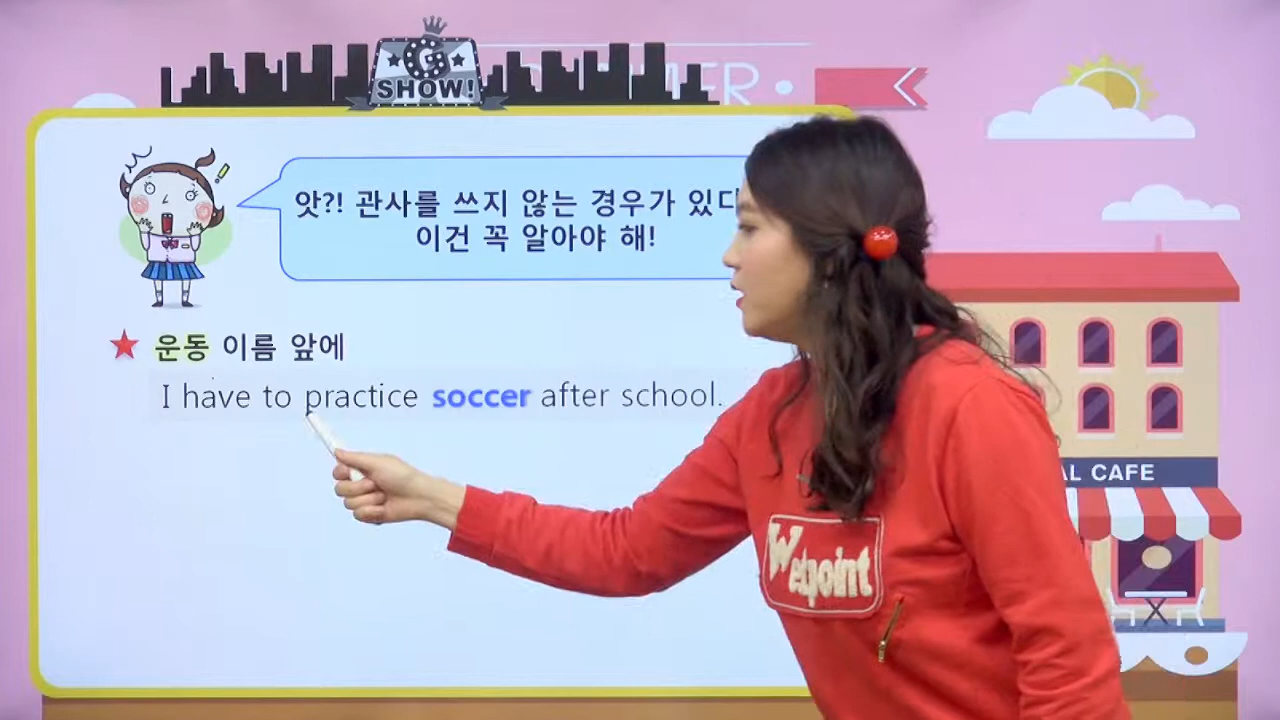 G
SHOW!
앗?! 관사를 쓰지 않는 경우가 있다
이건 꼭 알아야 해!
운동 이름 앞에
I have to practice soccer after school.
AL CAFE
Wetpoint